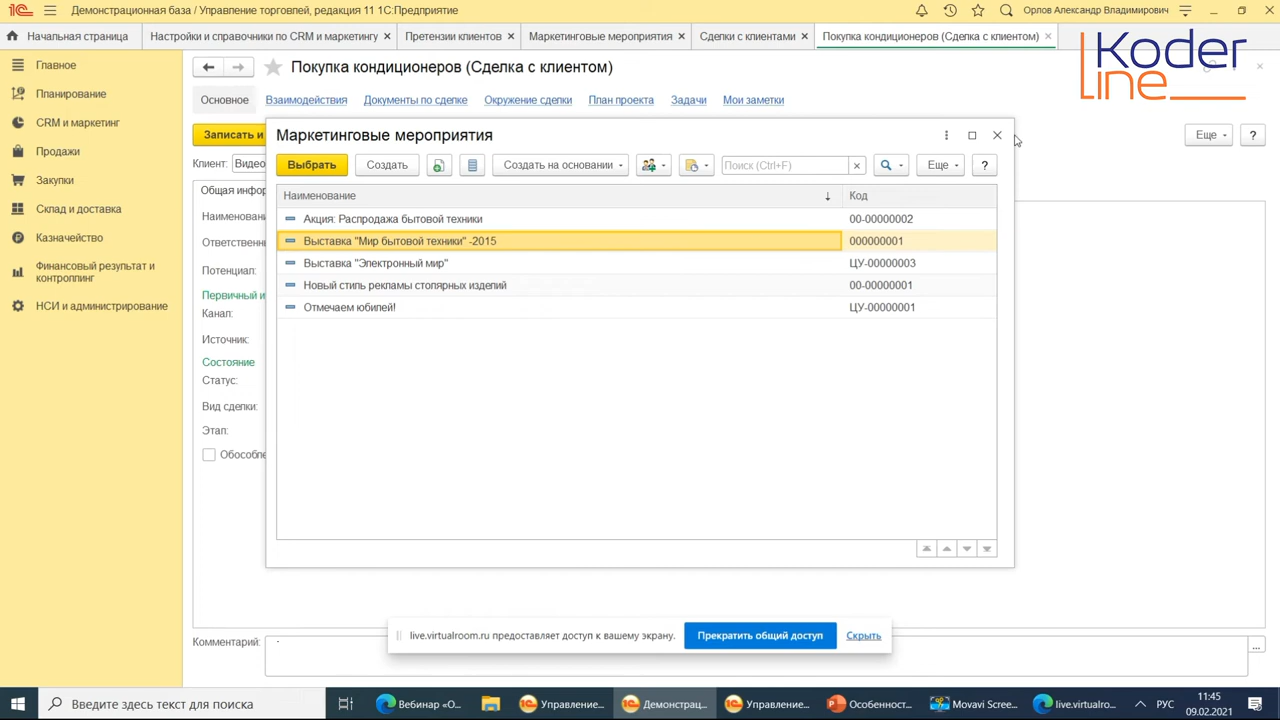 Демонстрационная база / Управление торговлей, редакция 11 1С:Предприятие
Орлов Александр Владимирович
Начальная страница
Настройки и справочники по CRM и маркетингу
Претензии клиентов
Маркетинговые мероприятия
Сделки с клиентами
Покупка кондиционеров (Сделка с клиентом)
Koder
Line
Главное
Планирование
CRM и маркетинг
Продажи
Закупки
Склад и доставка
Казначейство
Финансовый результат и
контроллинг
НСИ и администрирование
Покупка кондиционеров (Сделка с клиентом)
Основное
Взаимодействия
Документы по сделке
Окружение сделки
План проекта
Задачи
Мои заметки
Записать и
Еще
?
Клиент:
Видео
Общая инфор
Наименовани
Ответственны
Потенциал:
Первичный и
Канал:
Источник:
Состояние
Статус:
Вид сделки:
Этап:
Обособле
Маркетинговые мероприятия
Выбрать
Создать
Создать на основании
Поиск (Ctrl+F)
Еще
?
Наименование
Код
Акция: Распродажа бытовой техники
00-00000002
Выставка "Мир бытовой техники" -2015
000000001
Выставка "Электронный мир"
ЦУ-00000003
Новый стиль рекламы столярных изделий
00-00000001
Отмечаем юбилей!
ЦУ-00000001
live.virtualroom.ru предоставляет доступ к вашему экрану.
Прекратить общий доступ
Скрыть
Комментарий:
...
Введите здесь текст для поиска
Вебинар «О...
Управление...
Демонстрац...
Управление...
Особенност...
Movavi Scree...
live.virtualro...
РУС
11:45
09.02.2021